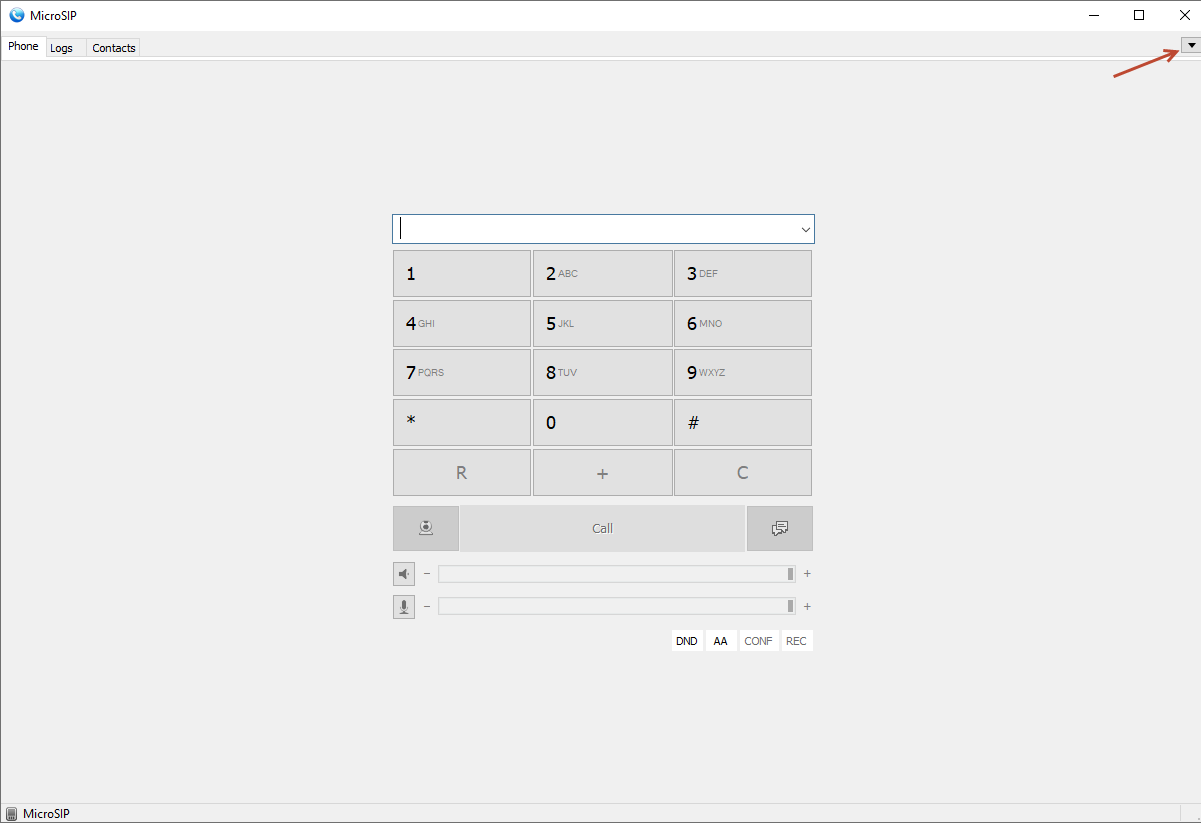 MicroSIP
Phone Logs Contacts
1 2 ABC 3 DEF
4 GHI 5 JKL 6 MNO
7 PQRS 8 TUV 9 WXYZ
* 0 #
R + C
Call
− +
− +
DND AA CONF REC
MicroSIP